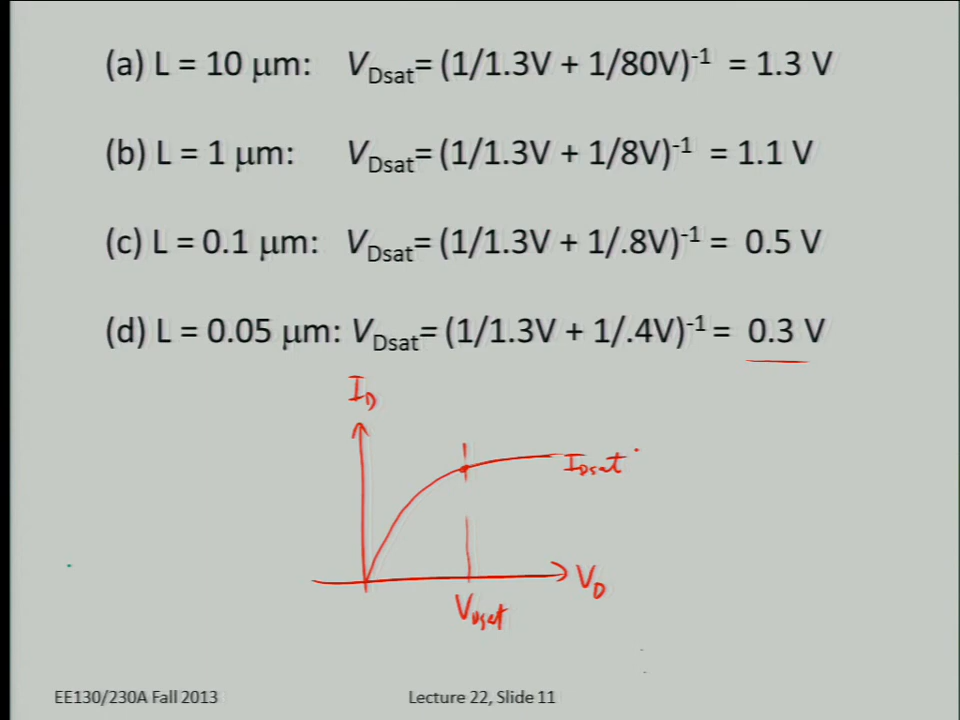 (a) L = 10 μm: VDsat= (1/1.3V + 1/80V)-1 = 1.3 V
(b) L = 1 μm: VDsat= (1/1.3V + 1/8V)-1 = 1.1 V
(c) L = 0.1 μm: VDsat= (1/1.3V + 1/.8V)-1 = 0.5 V
(d) L = 0.05 μm: VDsat= (1/1.3V + 1/.4V)-1 = 0.3 V
ID
IDsat
VD
VDsat
EE130/230A Fall 2013
Lecture 22, Slide 11